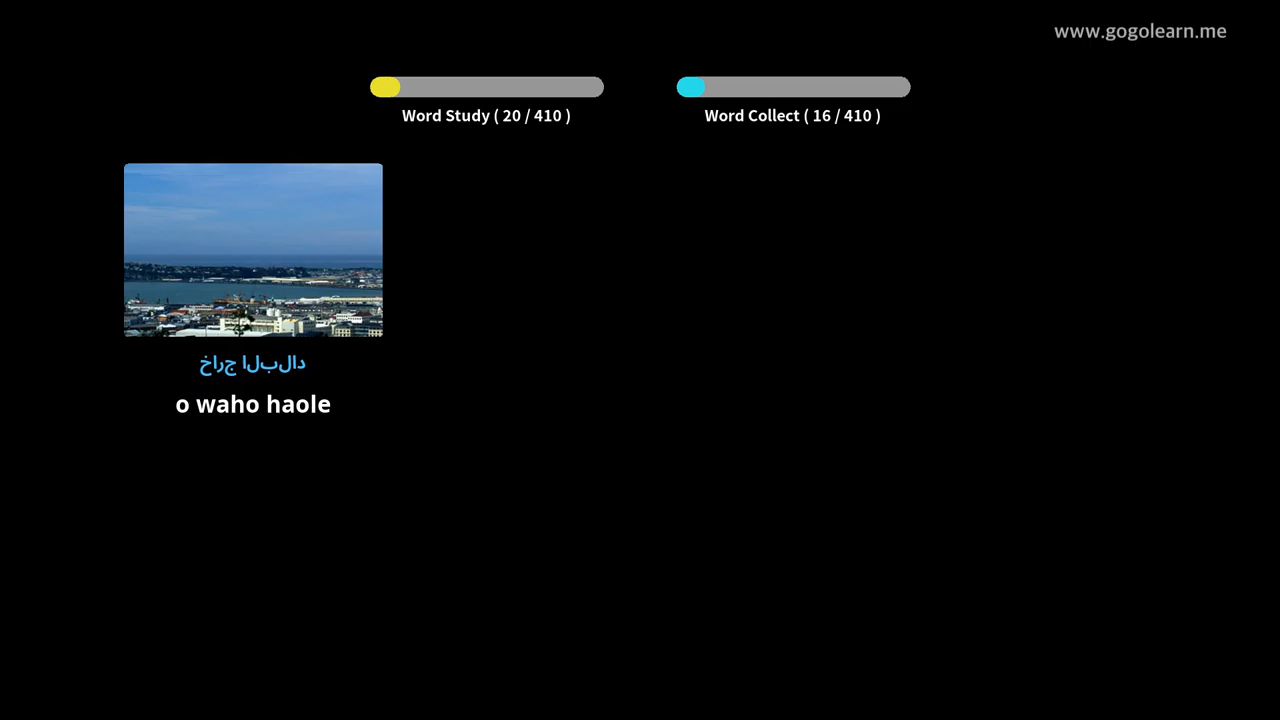 www.gogolearn.me
Word Study ( 20 / 410 )
Word Collect ( 16 / 410 )
خارج البلاد
o waho haole